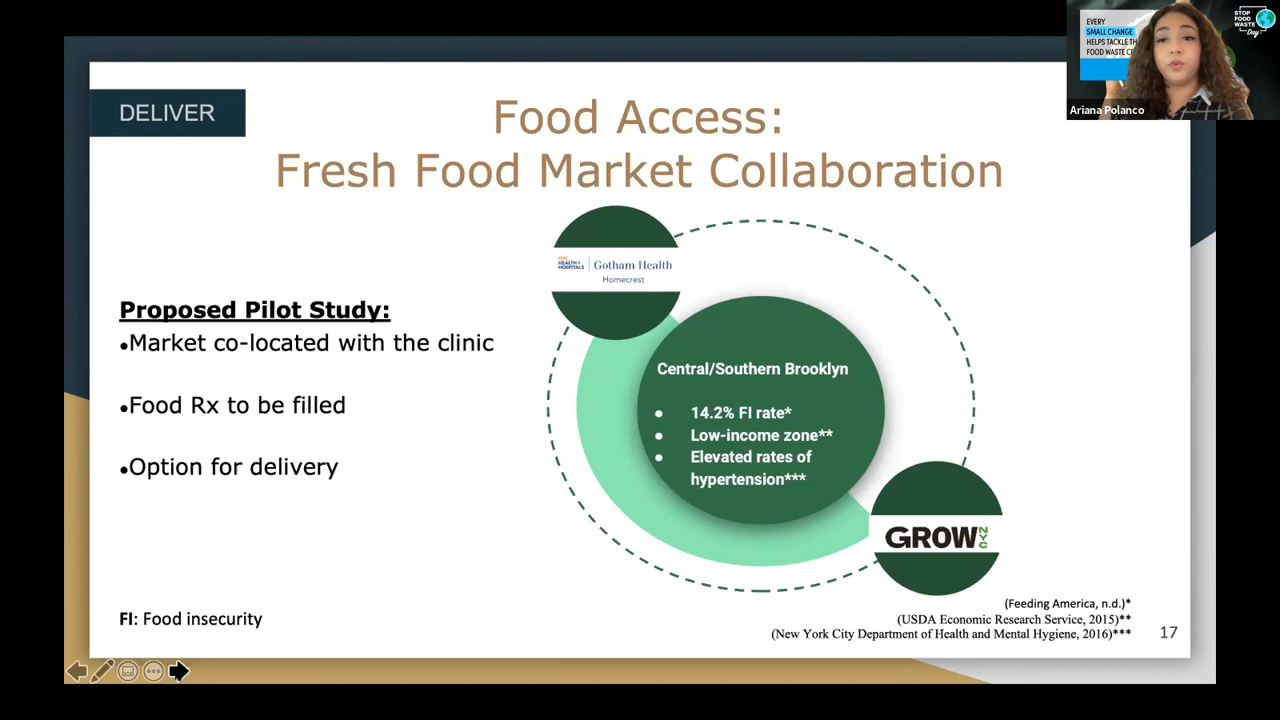 EVERY
SMALL CHANGE
HELPS TACKLE TH
FOOD WASTE C
STOP
FOOD
WASTE
Day
Ariana Polanco
DELIVER
Food Access:
Fresh Food Market Collaboration
NYC
HEALTH+
HOSPITALS
Gotham Health
Homecrest
Proposed Pilot Study:
•Market co-located with the clinic
•Food Rx to be filled
•Option for delivery
Central/Southern Brooklyn
• 14.2% FI rate*
• Low-income zone**
• Elevated rates of
hypertension***
GROWNYC
FI: Food insecurity
(Feeding America, n.d.)*
(USDA Economic Research Service, 2015)**
(New York City Department of Health and Mental Hygiene, 2016)***
17